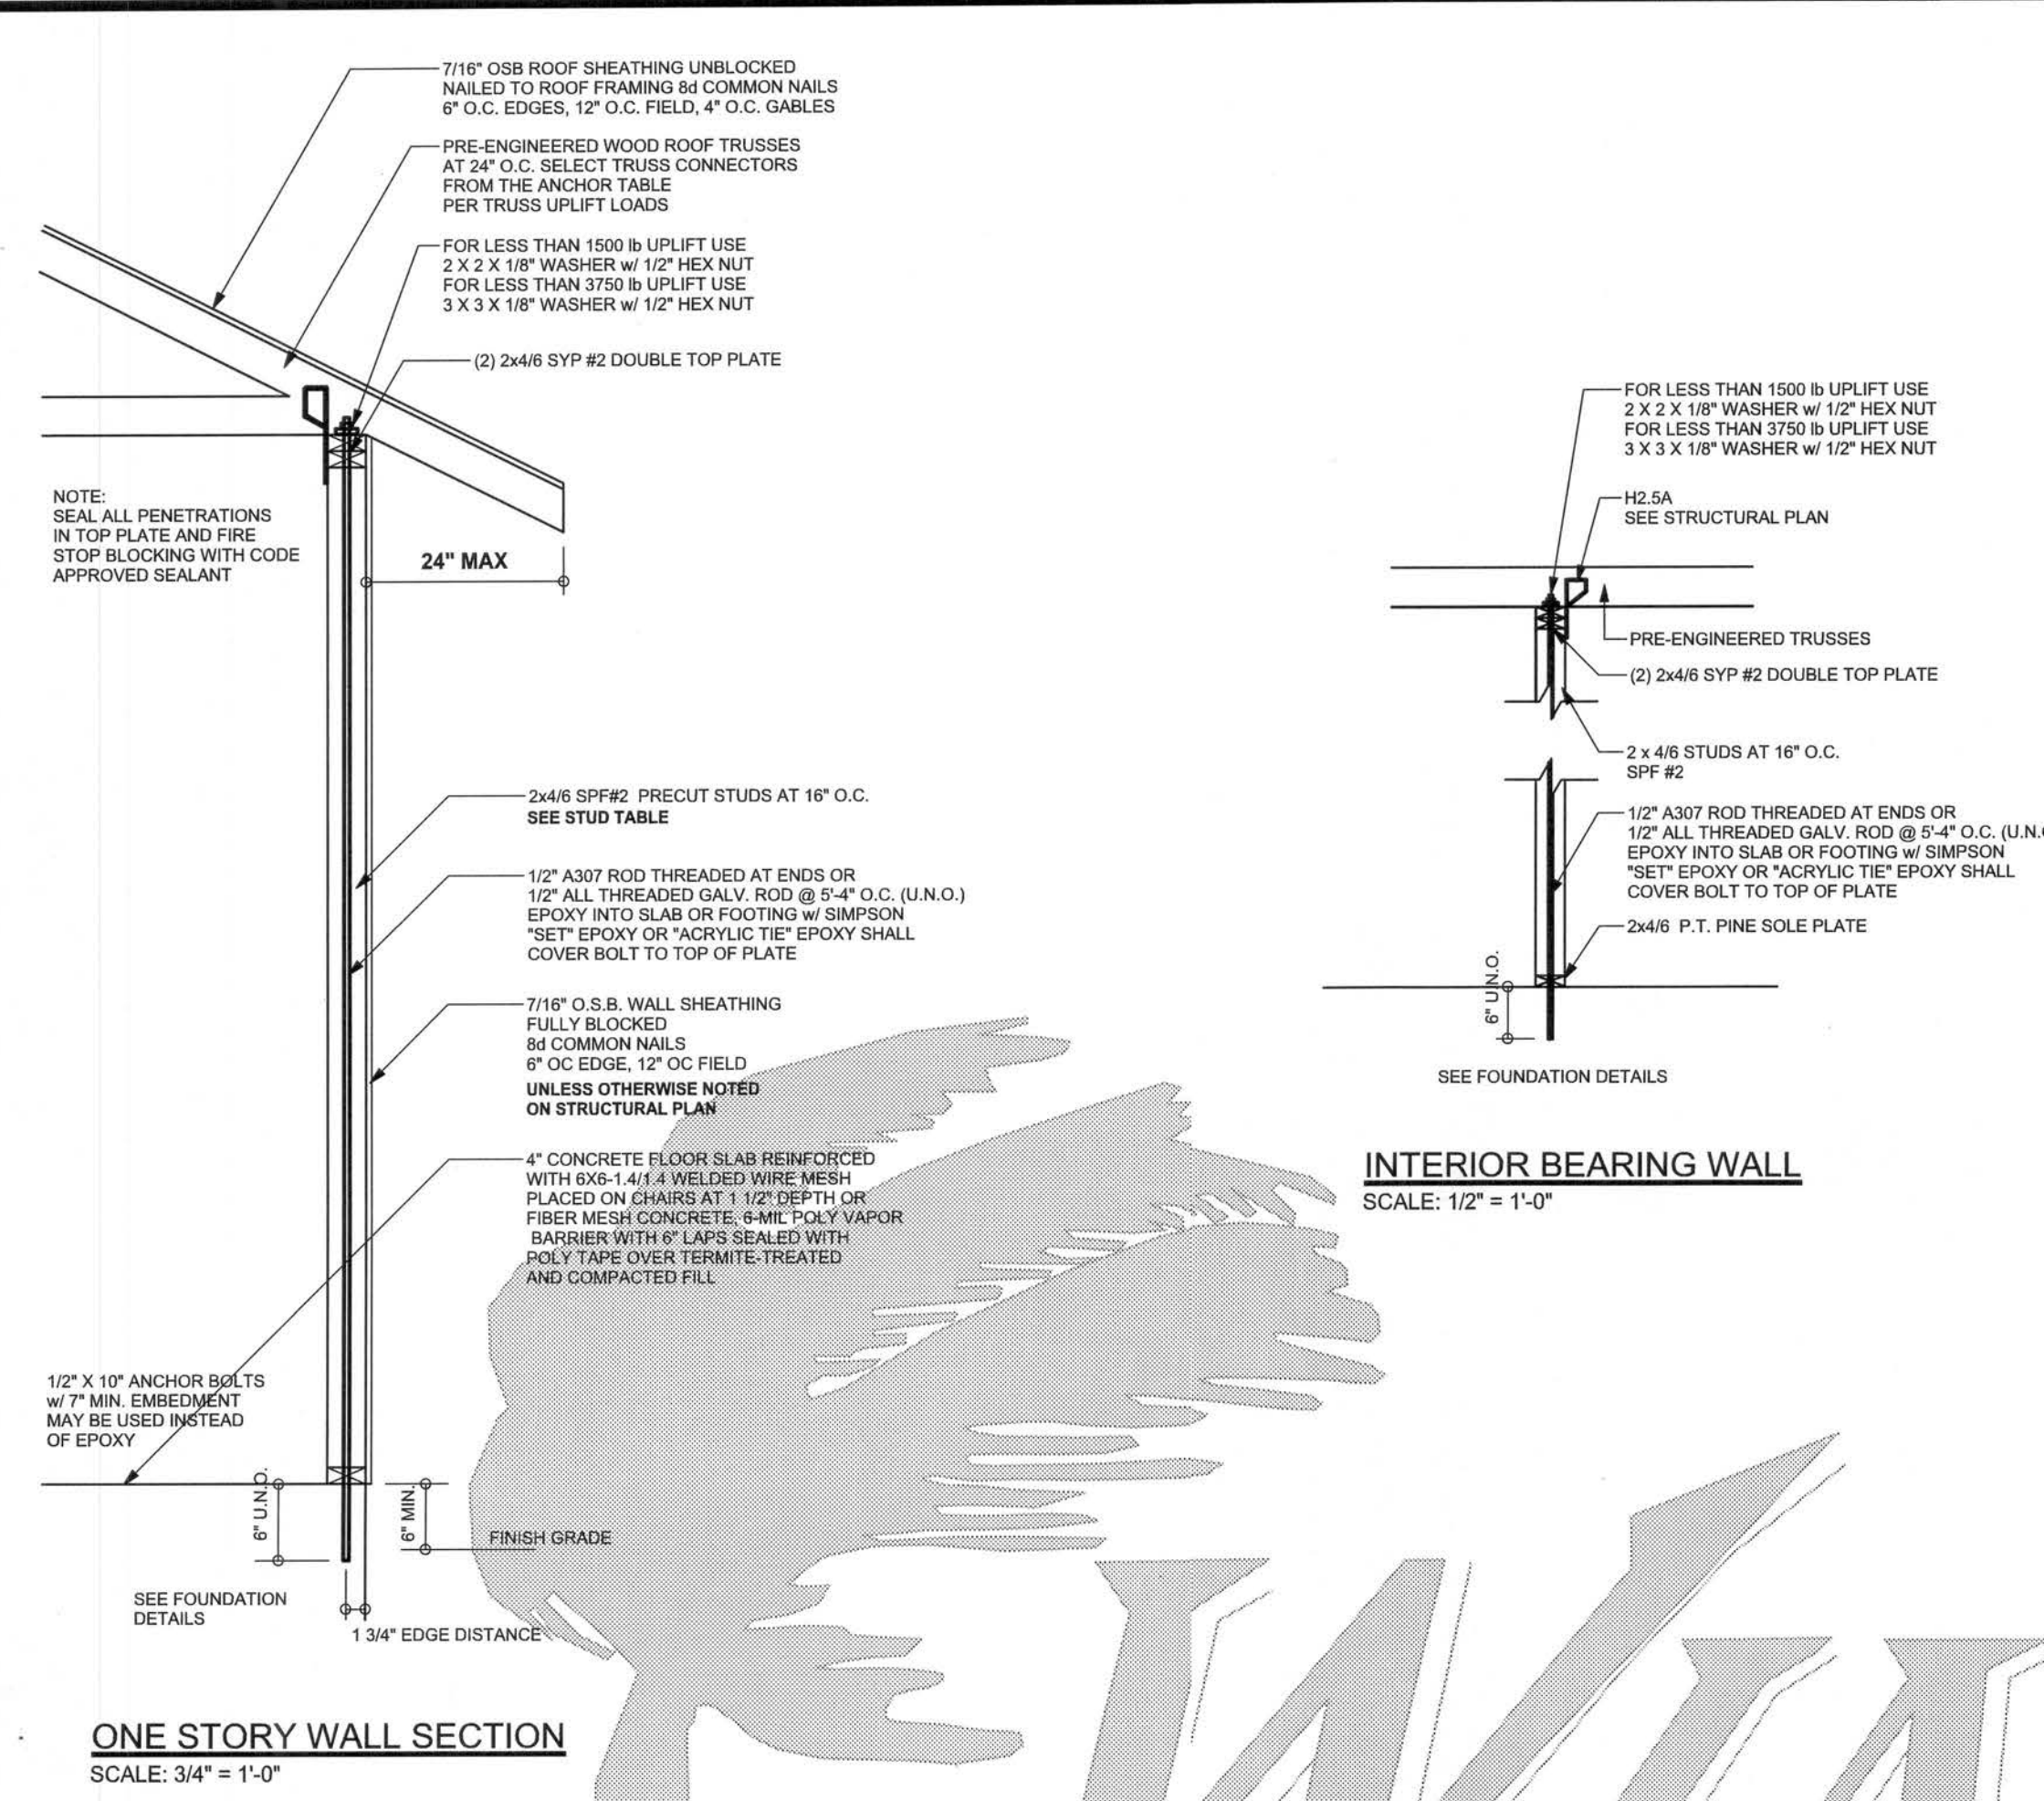 7/16" OSB ROOF SHEATHING UNBLOCKED
NAILED TO ROOF FRAMING 8d COMMON NAILS
6" O.C. EDGES, 12" O.C. FIELD, 4" O.C. GABLES
PRE-ENGINEERED WOOD ROOF TRUSSES
AT 24" O.C. SELECT TRUSS CONNECTORS
FROM THE ANCHOR TABLE
PER TRUSS UPLIFT LOADS
FOR LESS THAN 1500 lb UPLIFT USE
2 X 2 X 1/8" WASHER w/ 1/2" HEX NUT
FOR LESS THAN 3750 lb UPLIFT USE
3 X 3 X 1/8" WASHER w/ 1/2" HEX NUT
(2) 2x4/6 SYP #2 DOUBLE TOP PLATE
NOTE:
SEAL ALL PENETRATIONS
IN TOP PLATE AND FIRE
STOP BLOCKING WITH CODE
APPROVED SEALANT
24" MAX
2x4/6 SPF#2 PRECUT STUDS AT 16" O.C.
SEE STUD TABLE
1/2" A307 ROD THREADED AT ENDS OR
1/2" ALL THREADED GALV. ROD @ 5'-4" O.C. (U.N.O.)
EPOXY INTO SLAB OR FOOTING w/ SIMPSON
"SET" EPOXY OR "ACRYLIC TIE" EPOXY SHALL
COVER BOLT TO TOP OF PLATE
7/16" O.S.B. WALL SHEATHING
FULLY BLOCKED
8d COMMON NAILS
6" OC EDGE, 12" OC FIELD
UNLESS OTHERWISE NOTED
ON STRUCTURAL PLAN
4" CONCRETE FLOOR SLAB REINFORCED
WITH 6X6-1.4/1.4 WELDED WIRE MESH
PLACED ON CHAIRS AT 1 1/2" DEPTH OR
FIBER MESH CONCRETE, 6-MIL POLY VAPOR
BARRIER WITH 6" LAPS SEALED WITH
POLY TAPE OVER TERMITE-TREATED
AND COMPACTED FILL
1/2" X 10" ANCHOR BOLTS
w/ 7" MIN. EMBEDMENT
MAY BE USED INSTEAD
OF EPOXY
6" U.N.O.
6" MIN.
FINISH GRADE
SEE FOUNDATION
DETAILS
1 3/4" EDGE DISTANCE
ONE STORY WALL SECTION
SCALE: 3/4" = 1'-0"
FOR LESS THAN 1500 lb UPLIFT USE
2 X 2 X 1/8" WASHER w/ 1/2" HEX NUT
FOR LESS THAN 3750 lb UPLIFT USE
3 X 3 X 1/8" WASHER w/ 1/2" HEX NUT
H2.5A
SEE STRUCTURAL PLAN
PRE-ENGINEERED TRUSSES
(2) 2x4/6 SYP #2 DOUBLE TOP PLATE
2 x 4/6 STUDS AT 16" O.C.
SPF #2
1/2" A307 ROD THREADED AT ENDS OR
1/2" ALL THREADED GALV. ROD @ 5'-4" O.C.
EPOXY INTO SLAB OR FOOTING w/ SIMPSON
"SET" EPOXY OR "ACRYLIC TIE" EPOXY SHALL
COVER BOLT TO TOP OF PLATE
2x4/6 P.T. PINE SOLE PLATE
6" U.N.O.
SEE FOUNDATION DETAILS
INTERIOR BEARING WALL
SCALE: 1/2" = 1'-0"